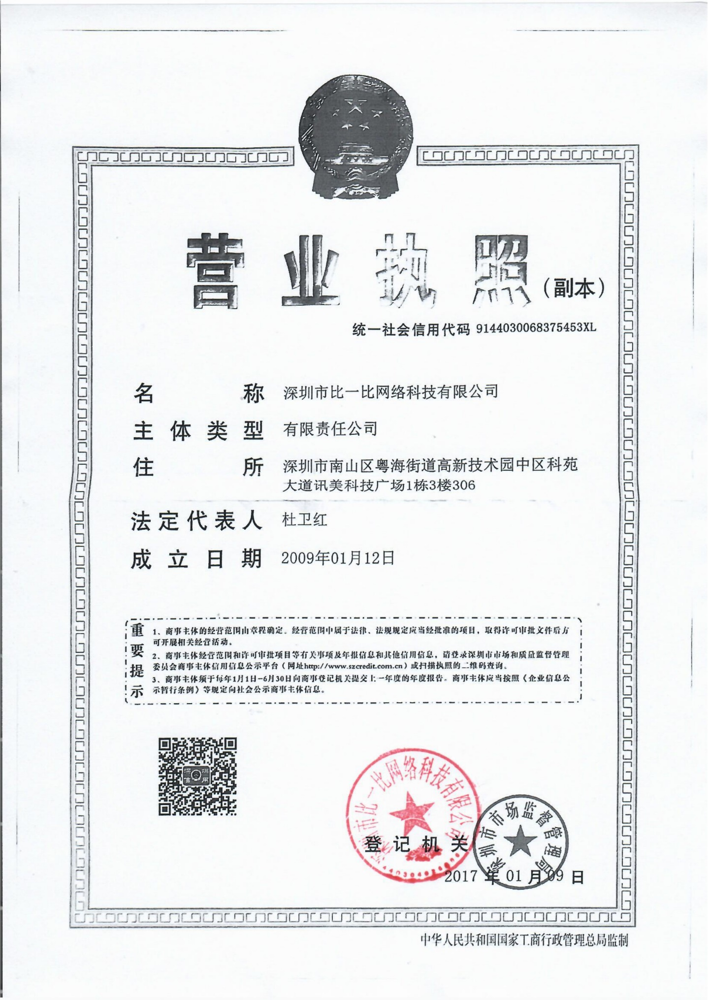 营业执照（副本）
统一社会信用代码 9144030068375453XL
名称 深圳市比一比网络科技有限公司
主体类型 有限责任公司
住所 深圳市南山区粤海街道高新技术园中区科苑
大道讯美科技广场1栋3楼306
法定代表人 杜卫红
成立日期 2009年01月12日
重要提示
1、商事主体的经营范围由章程确定。经营范围中属于法律、法规规定应当经批准的项目，取得许可审批文件后方
可开展相关经营活动。
2、商事主体经营范围和许可审批项目等有关事项及年报信息和其他信用信息，请登录深圳市市场和质量监督管理
委员会商事主体信用信息公示平台（网址http://www.szcredit.com.cn）或扫描执照的二维码查询。
3、商事主体须于每年1月1日-6月30日向商事登记机关提交上一年度的年度报告。商事主体应当按照《企业信息公
示暂行条例》等规定向社会公示商事主体信息。
深圳信用
深圳市比一比网络科技有限公司
深圳市市场监督管理局
登记机关
2017 年 01 月 09 日
中华人民共和国国家工商行政管理总局监制